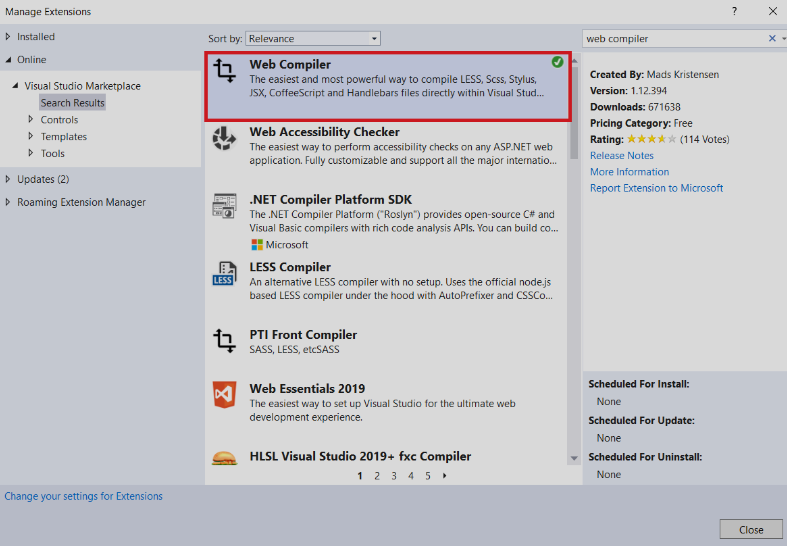 Manage Extensions
?
Installed
Online
Visual Studio Marketplace
Search Results
Controls
Templates
Tools
Updates (2)
Roaming Extension Manager
Sort by: Relevance
Web Compiler
The easiest and most powerful way to compile LESS, Scss, Stylus,
JSX, CoffeeScript and Handlebars files directly within Visual Stud...
Web Accessibility Checker
The easiest way to perform accessibility checks on any ASP.NET web
application. Fully customizable and support all the major internatio...
.NET Compiler Platform SDK
The .NET Compiler Platform ("Roslyn") provides open-source C# and
Visual Basic compilers with rich code analysis APIs. You can build co...
Microsoft
LESS
LESS Compiler
An alternative LESS compiler with no setup. Uses the official node.js
based LESS compiler under the hood with AutoPrefixer and CSSCo...
PTI Front Compiler
SASS, LESS, etcSASS
Web Essentials 2019
The easiest way to set up Visual Studio for the ultimate web
development experience.
HLSL Visual Studio 2019+ fxc Compiler
1 2 3 4 5
web compiler
Created By: Mads Kristensen
Version: 1.12.394
Downloads: 671638
Pricing Category: Free
Rating: (114 Votes)
Release Notes
More Information
Report Extension to Microsoft
Scheduled For Install:
None
Scheduled For Update:
None
Scheduled For Uninstall:
None
Change your settings for Extensions
Close